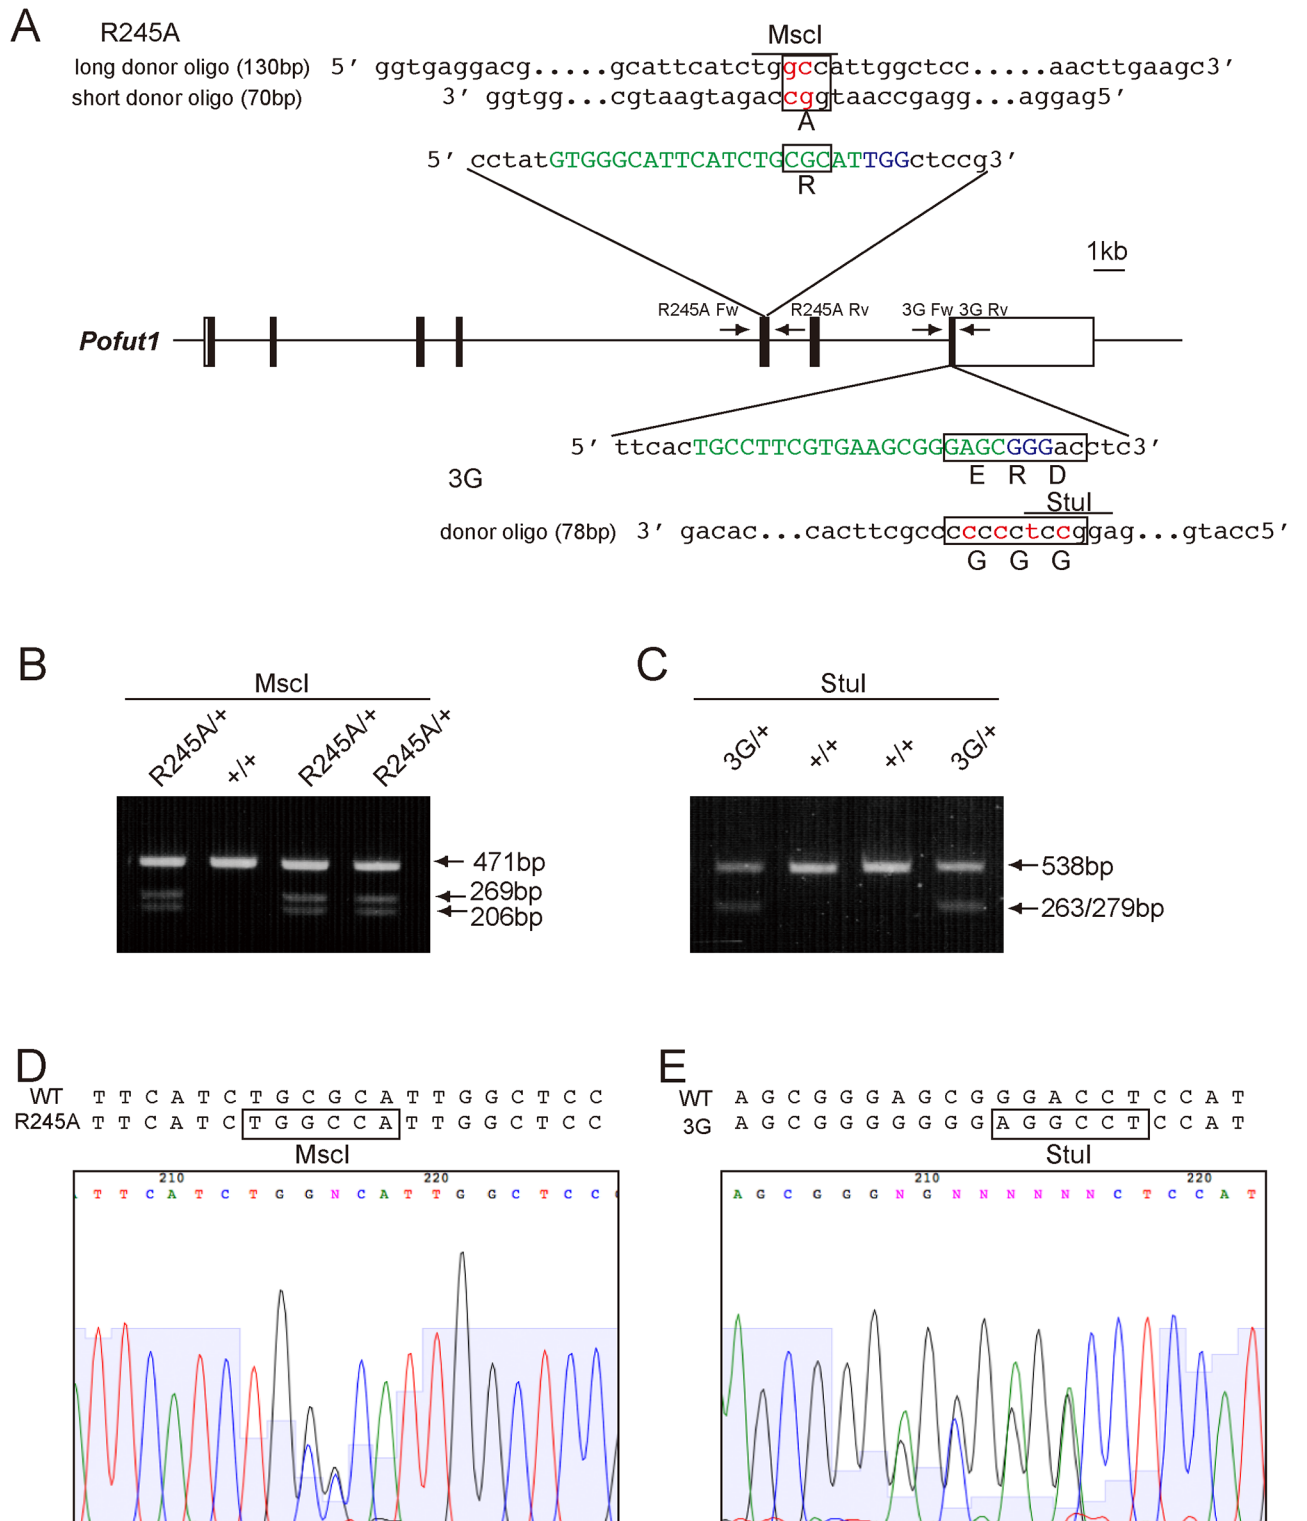 A
R245A
MscI
long donor oligo (130bp) 5′ ggtgaggacg.....gcattcatctggccattggctcc.....aacttgaagc3′
short donor oligo (70bp) 3′ ggtgg...cgtaagtagaccggtaaccgagg...aggag5′
A
5′ cctatGTGGGCATTCATCTGCGCATTGGctccg3′
R
1kb
R245A Fw R245A Rv 3G Fw 3G Rv
Pofut1
5′ ttcacTGCCTTCGTGAAGCGGGAGCGGGacctc3′
3G
E R D
StuI
donor oligo (78bp) 3′ gacac...cacttcgcccccccctccggag...gtacc5′
G G G
B
MscI
R245A/+ +/+ R245A/+ R245A/+
471bp
269bp
206bp
C
StuI
3G/+ +/+ +/+ 3G/+
538bp
263/279bp
D
WT T T C A T C T G C G C A T T G G C T C C
R245A T T C A T C T G G C C A T T G G C T C C
MscI
210 220
A T T C A T C T G G N C A T T G G C T C C
E
WT A G C G G G A G C G G G A C C T C C A T
3G A G C G G G G G G G A G G C C T C C A T
StuI
210 220
A G C G G G N G N N N N N N C T C C A T